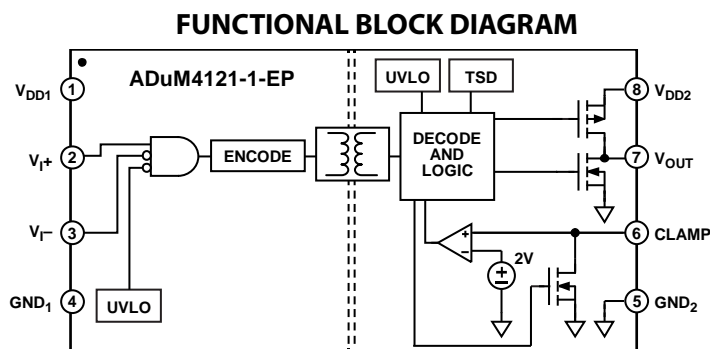 FUNCTIONAL BLOCK DIAGRAM
ADuM4121-1-EP
UVLO
TSD
VDD1
1
8
VDD2
VI+
2
ENCODE
DECODE
AND
LOGIC
7
VOUT
VI−
3
+
−
2V
+
−
6
CLAMP
GND1
4
UVLO
5
GND2